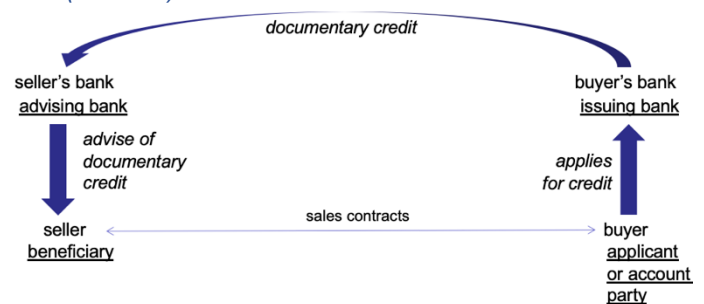 documentary credit
seller's bank
advising bank
buyer's bank
issuing bank
advise of
documentary
credit
applies
for credit
sales contracts
seller
beneficiary
buyer
applicant
or account
party